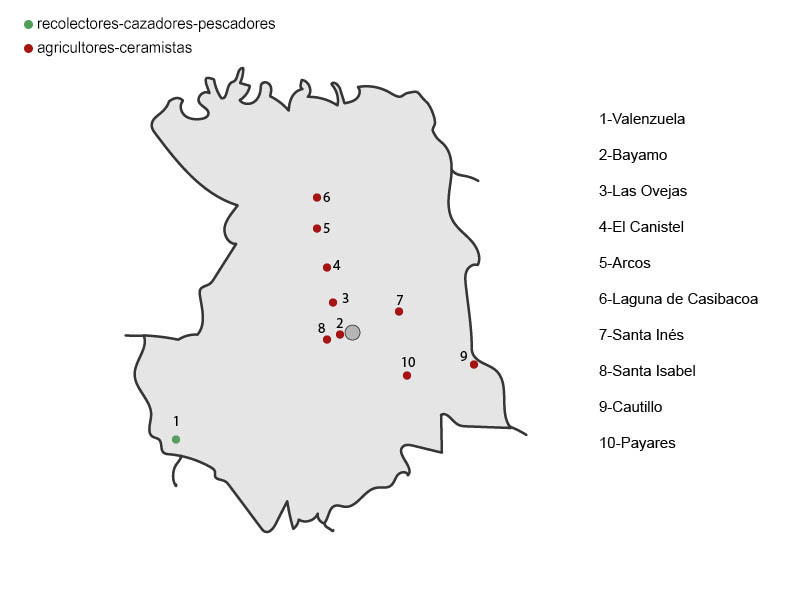 recolectores-cazadores-pescadores
agricultores-ceramistas
1-Valenzuela
2-Bayamo
3-Las Ovejas
4-El Canistel
5-Arcos
6-Laguna de Casibacoa
7-Santa Inés
8-Santa Isabel
9-Cautillo
10-Payares
6
5
4
3
7
2
8
9
10
1